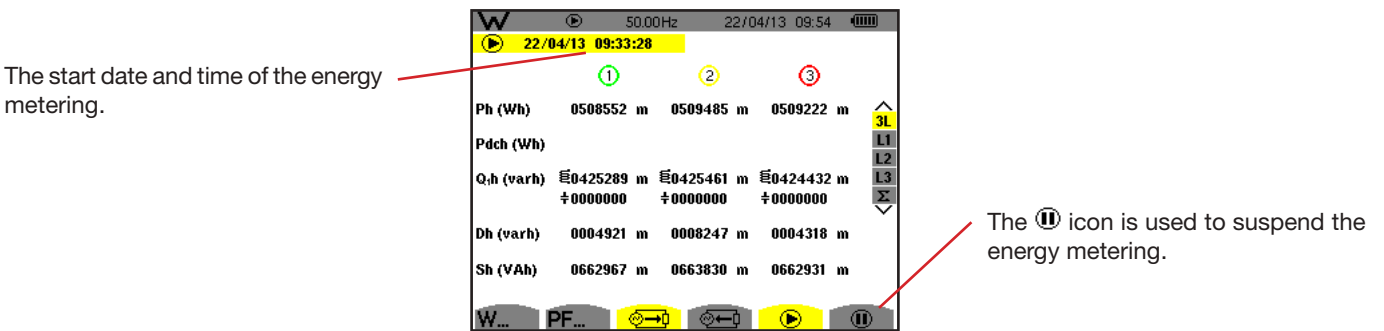 W 50.00Hz 22/04/13 09:54
22/04/13 09:33:28
The start date and time of the energy
metering.
1 2 3
Ph (Wh) 0508552 m 0509485 m 0509222 m
3L
Pdch (Wh)
L1
L2
Q₁h (varh) 0425289 m 0425461 m 0424432 m
L3
÷0000000 ÷0000000 ÷0000000
Σ
Dh (varh) 0004921 m 0008247 m 0004318 m
The icon is used to suspend the
energy metering.
Sh (VAh) 0662967 m 0663830 m 0662931 m
W... PF...